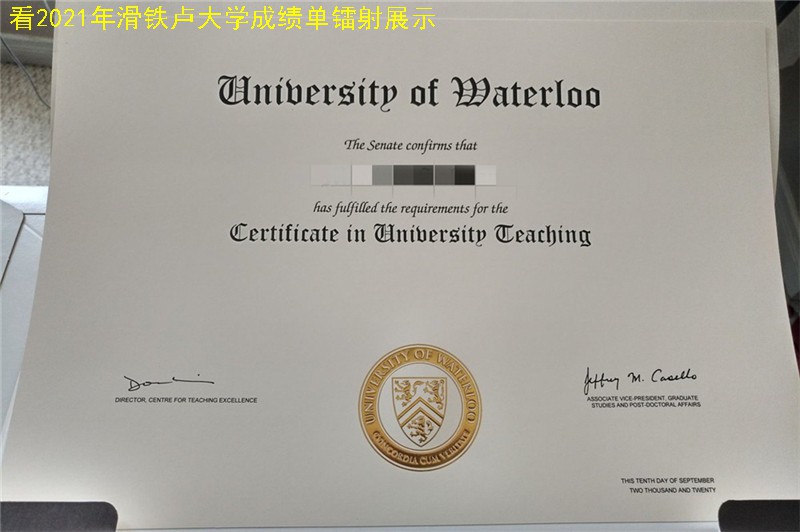 看2021年滑铁卢大学成绩单镭射展示
University of Waterloo
The Senate confirms that
has fulfilled the requirements for the
Certificate in University Teaching
UNIVERSITY OF WATERLOO
CONCORDIA CUM VERITATE
DIRECTOR, CENTRE FOR TEACHING EXCELLENCE
Jeffrey M. Casello
ASSOCIATE VICE-PRESIDENT, GRADUATE
STUDIES AND POST-DOCTORAL AFFAIRS
THIS TENTH DAY OF SEPTEMBER
TWO THOUSAND AND TWENTY